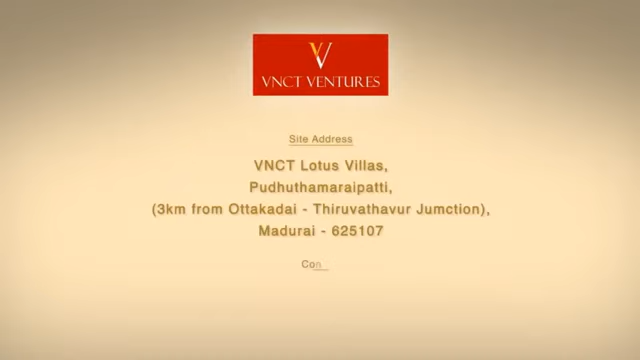 VNCT VENTURES
Site Address
VNCT Lotus Villas,
Pudhuthamaraipatti,
(3km from Ottakadai - Thiruvathavur Jumction),
Madurai - 625107
Con